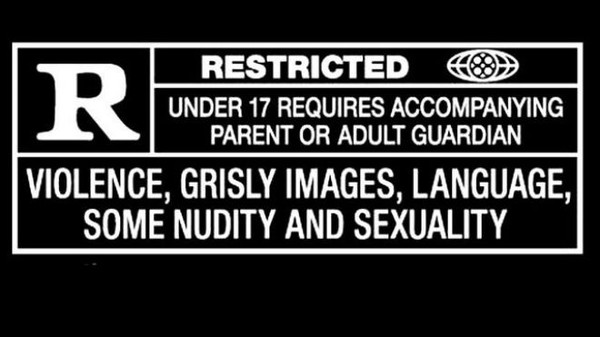 R
RESTRICTED
UNDER 17 REQUIRES ACCOMPANYING
PARENT OR ADULT GUARDIAN
VIOLENCE, GRISLY IMAGES, LANGUAGE,
SOME NUDITY AND SEXUALITY